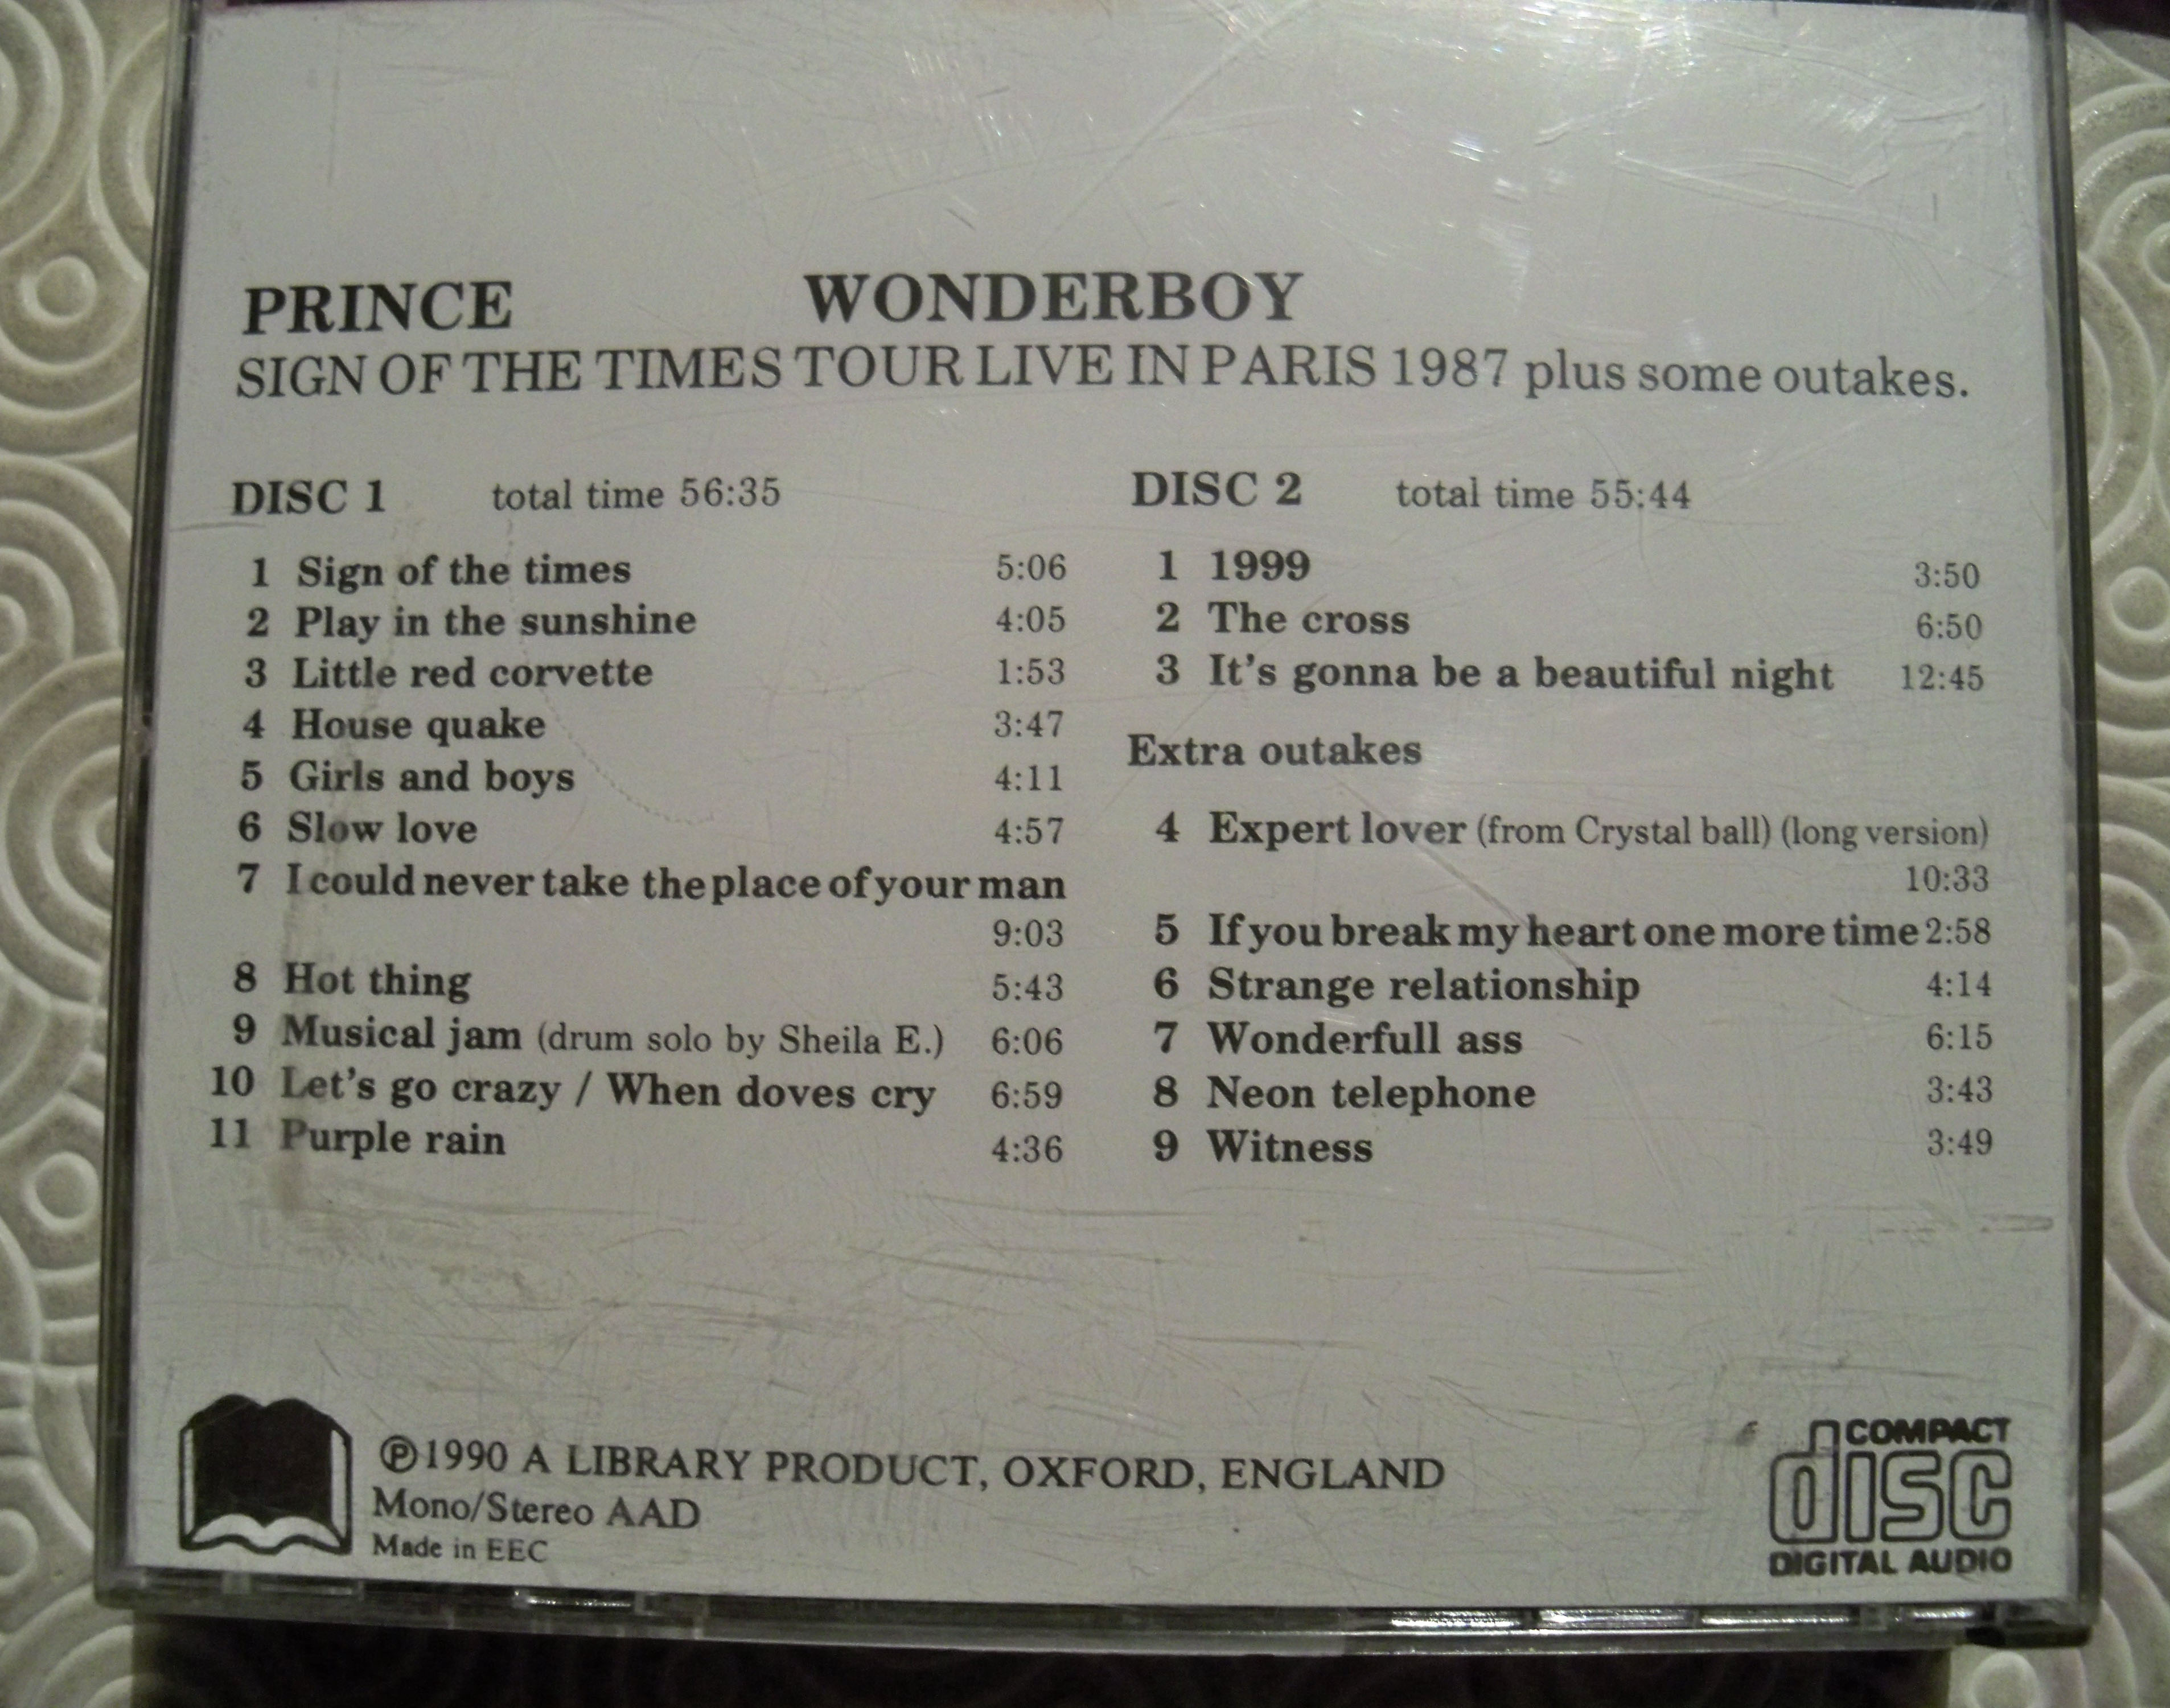 PRINCE WONDERBOY
SIGN OF THE TIMES TOUR LIVE IN PARIS 1987 plus some outakes.
DISC 1 total time 56:35
1 Sign of the times 5:06
2 Play in the sunshine 4:05
3 Little red corvette 1:53
4 House quake 3:47
5 Girls and boys 4:11
6 Slow love 4:57
7 I could never take the place of your man
9:03
8 Hot thing 5:43
9 Musical jam (drum solo by Sheila E.) 6:06
10 Let's go crazy / When doves cry 6:59
11 Purple rain 4:36
DISC 2 total time 55:44
1 1999 3:50
2 The cross 6:50
3 It's gonna be a beautiful night 12:45
Extra outakes
4 Expert lover (from Crystal ball) (long version)
10:33
5 If you break my heart one more time 2:58
6 Strange relationship 4:14
7 Wonderfull ass 6:15
8 Neon telephone 3:43
9 Witness 3:49
℗1990 A LIBRARY PRODUCT, OXFORD, ENGLAND
Mono/Stereo AAD
Made in EEC
COMPACT
disc
DIGITAL AUDIO